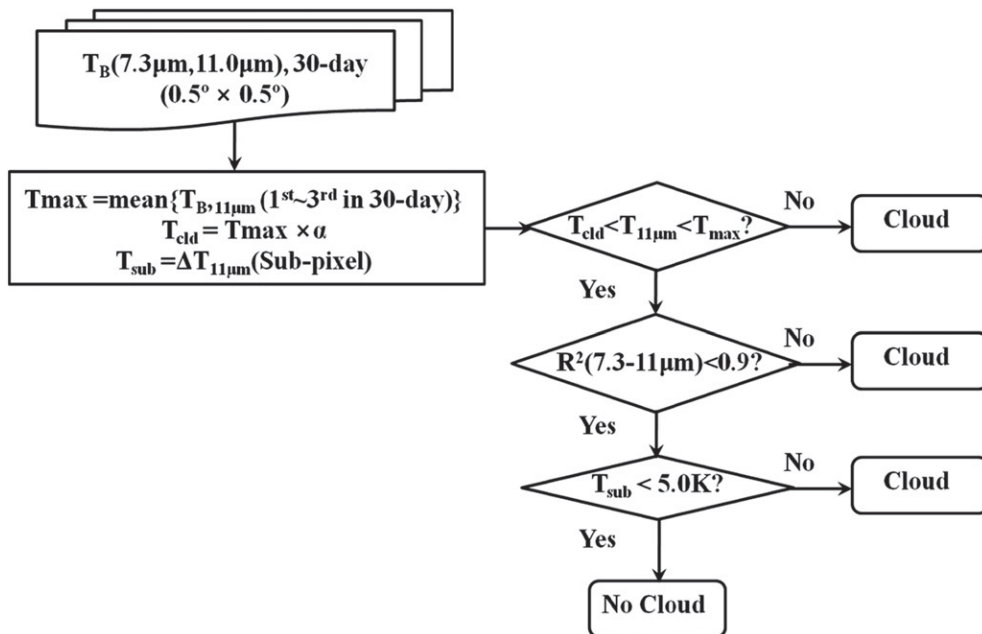 T_B(7.3μm,11.0μm), 30-day
(0.5º × 0.5º)
Tmax =mean{T_B,11μm (1st~3rd in 30-day)}
T_cld = Tmax × α
T_sub =ΔT_11μm(Sub-pixel)
T_cld<T_11μm<T_max?
No
Cloud
Yes
R²(7.3-11μm)<0.9?
No
Cloud
Yes
T_sub < 5.0K?
No
Cloud
Yes
No Cloud